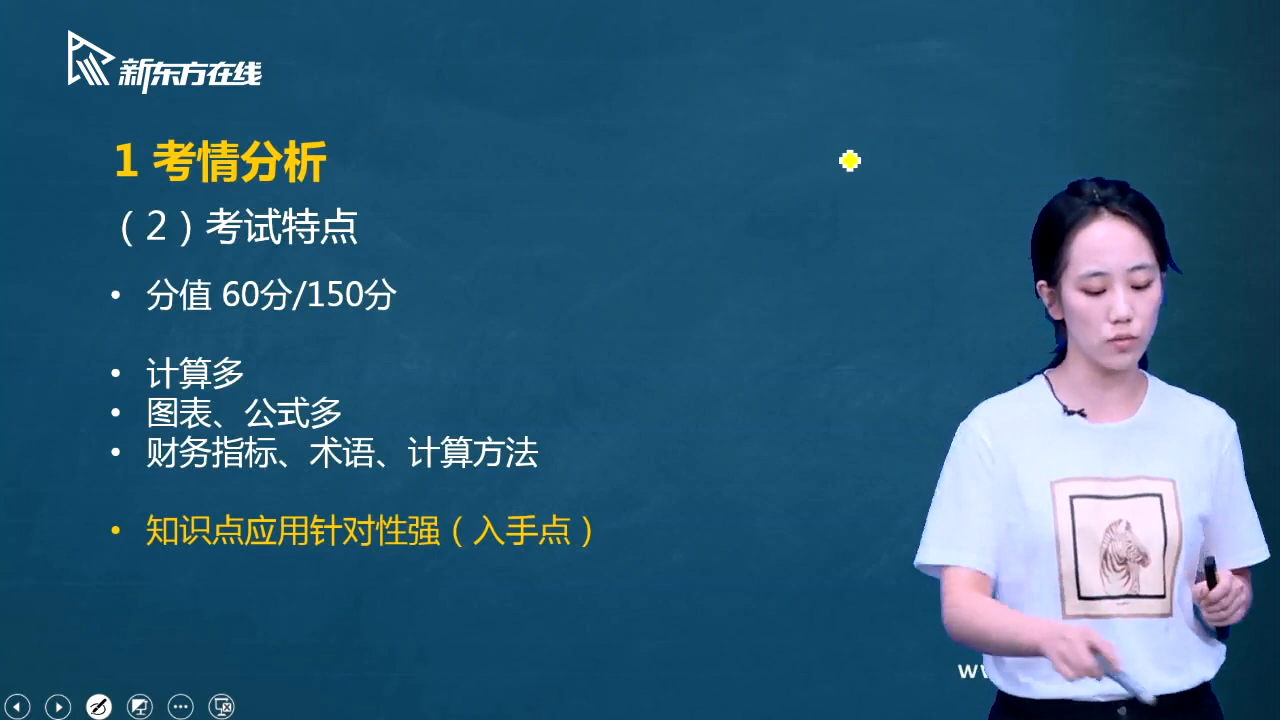 新东方在线
1 考情分析
（2）考试特点
• 分值 60分/150分
• 计算多
• 图表、公式多
• 财务指标、术语、计算方法
• 知识点应用针对性强（入手点）